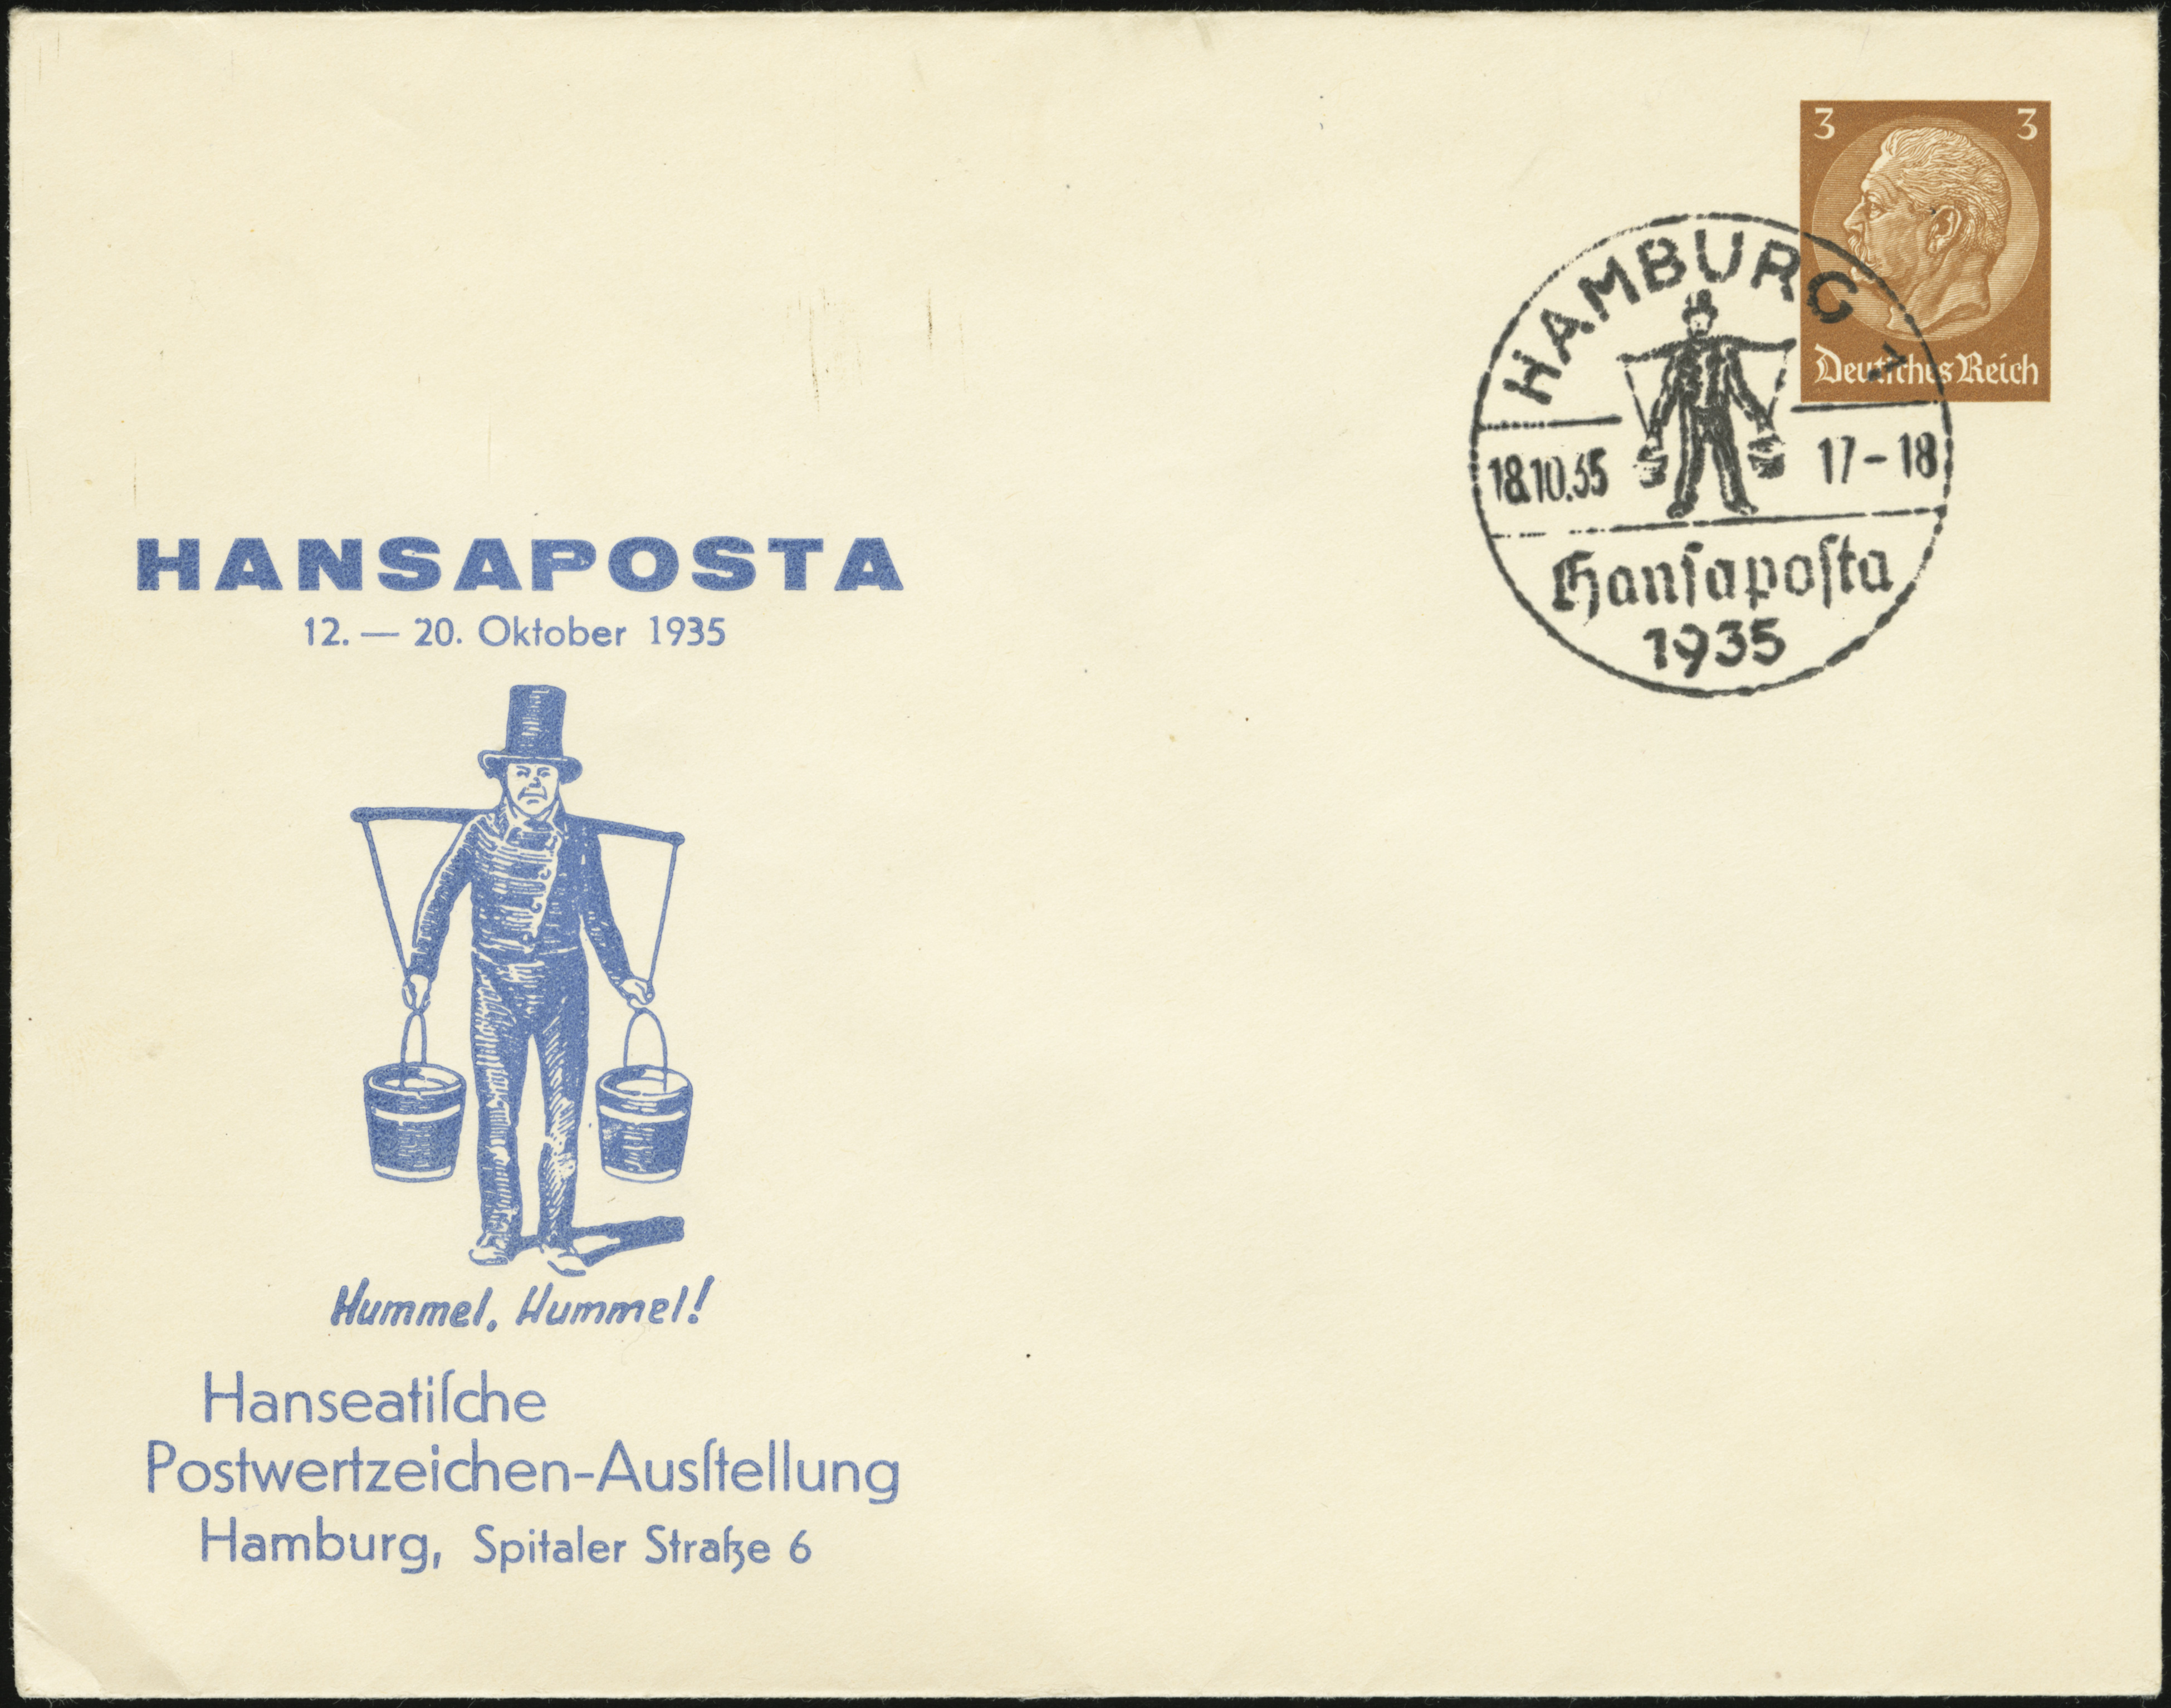 3 3
Deutſches Reich
HAMBURG 1
18.10.35 17-18
Hanſapoſta
1935
HANSAPOSTA
12. — 20. Oktober 1935
Hummel, Hummel!
Hanseatiſche
Postwertzeichen-Ausſtellung
Hamburg, Spitaler Straße 6